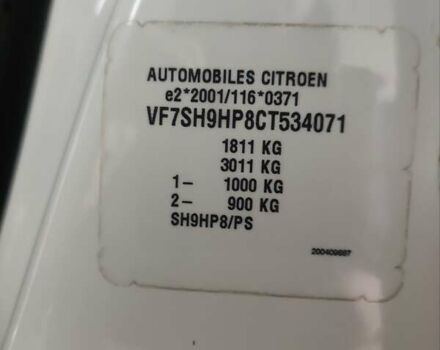 AUTOMOBILES CITROEN
e2*2001/116*0371
VF7SH9HP8CT534071
1811 KG
3011 KG
1- 1000 KG
2- 900 KG
SH9HP8/PS
200409887